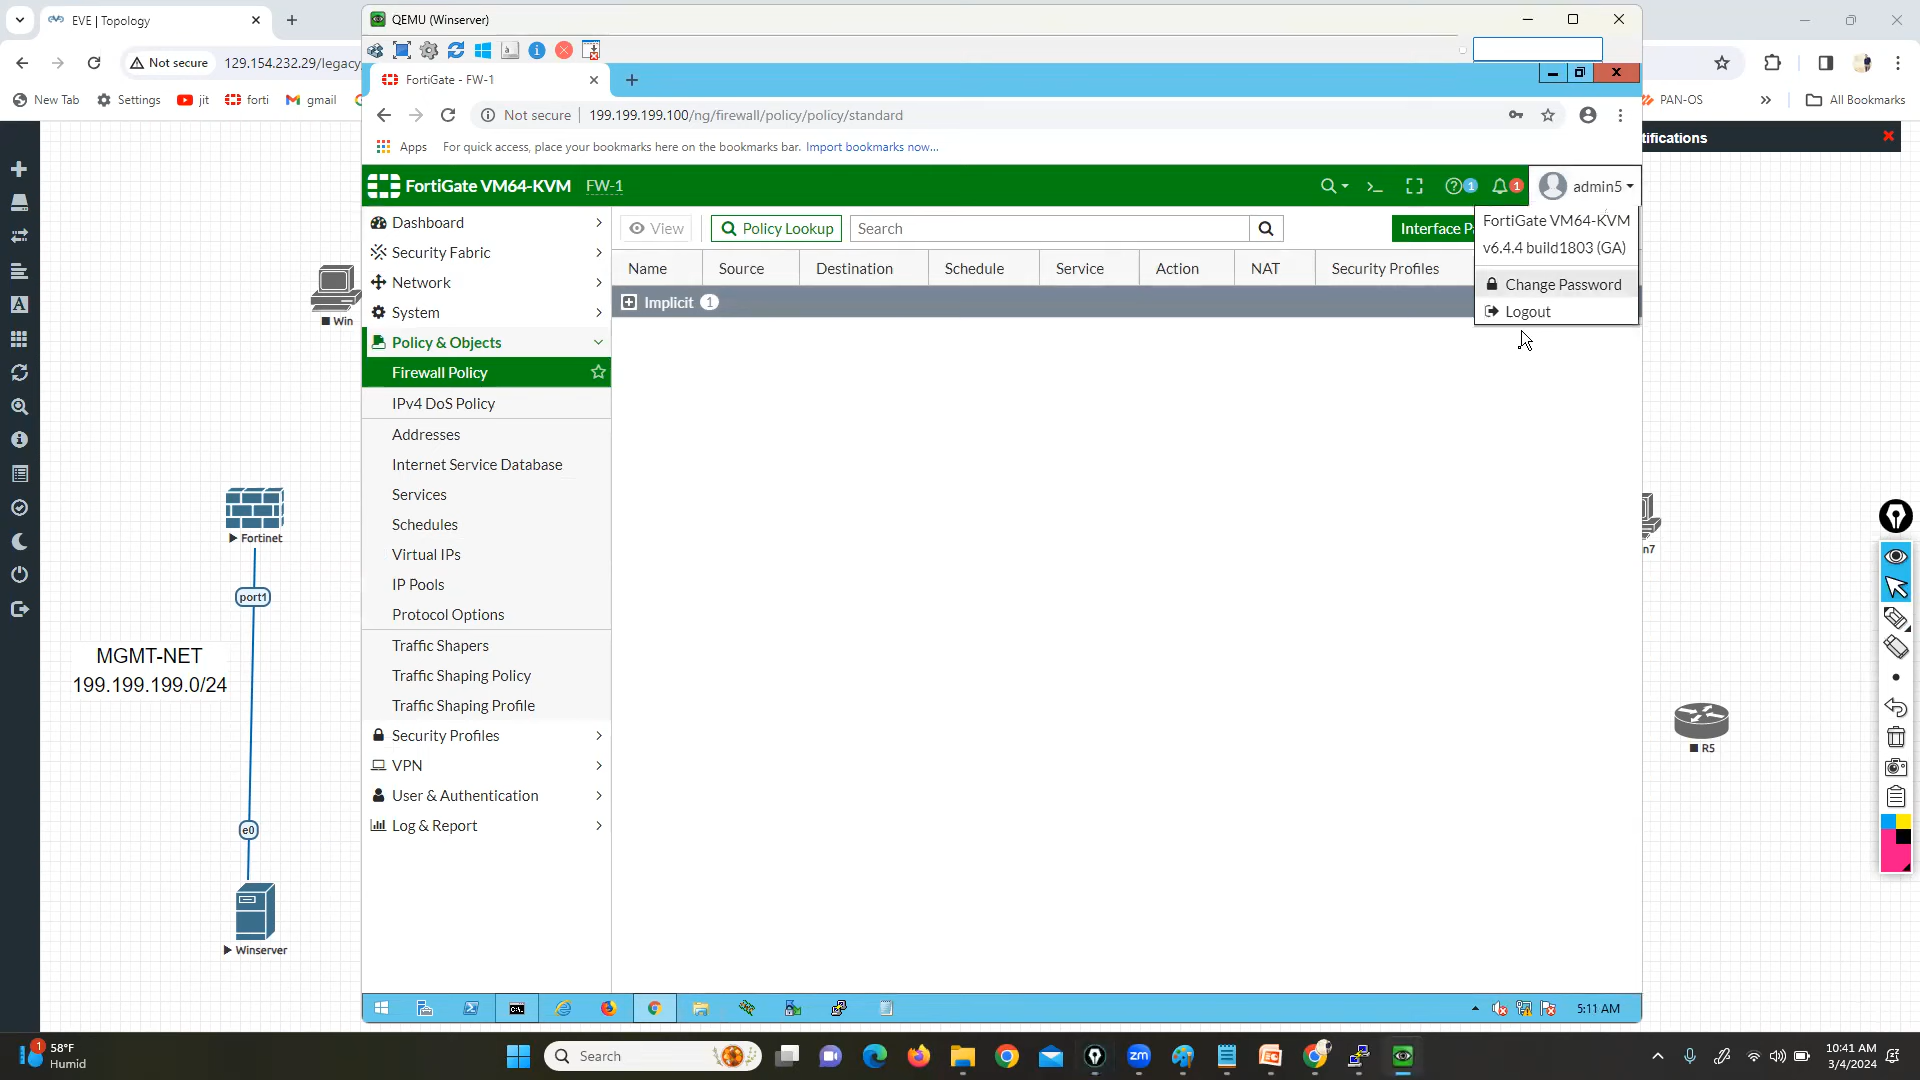 EVE | Topology
Not secure
129.154.232.29/legacy
New Tab
Settings
jit
forti
gmail
PAN-OS
All Bookmarks
tifications
Win
Fortinet
port1
MGMT-NET
199.199.199.0/24
e0
Winserver
R5
n7
QEMU (Winserver)
FortiGate - FW-1
Not secure
199.199.199.100/ng/firewall/policy/policy/standard
Apps
For quick access, place your bookmarks here on the bookmarks bar. Import bookmarks now...
FortiGate VM64-KVM
FW-1
1
1
admin5
FortiGate VM64-KVM
v6.4.4 build1803 (GA)
Change Password
Logout
Dashboard
Security Fabric
Network
System
Policy & Objects
Firewall Policy
IPv4 DoS Policy
Addresses
Internet Service Database
Services
Schedules
Virtual IPs
IP Pools
Protocol Options
Traffic Shapers
Traffic Shaping Policy
Traffic Shaping Profile
Security Profiles
VPN
User & Authentication
Log & Report
View
Policy Lookup
Search
Interface Pa
Name
Source
Destination
Schedule
Service
Action
NAT
Security Profiles
Implicit 1
5:11 AM
1
58°F
Humid
Search
zm
10:41 AM
3/4/2024